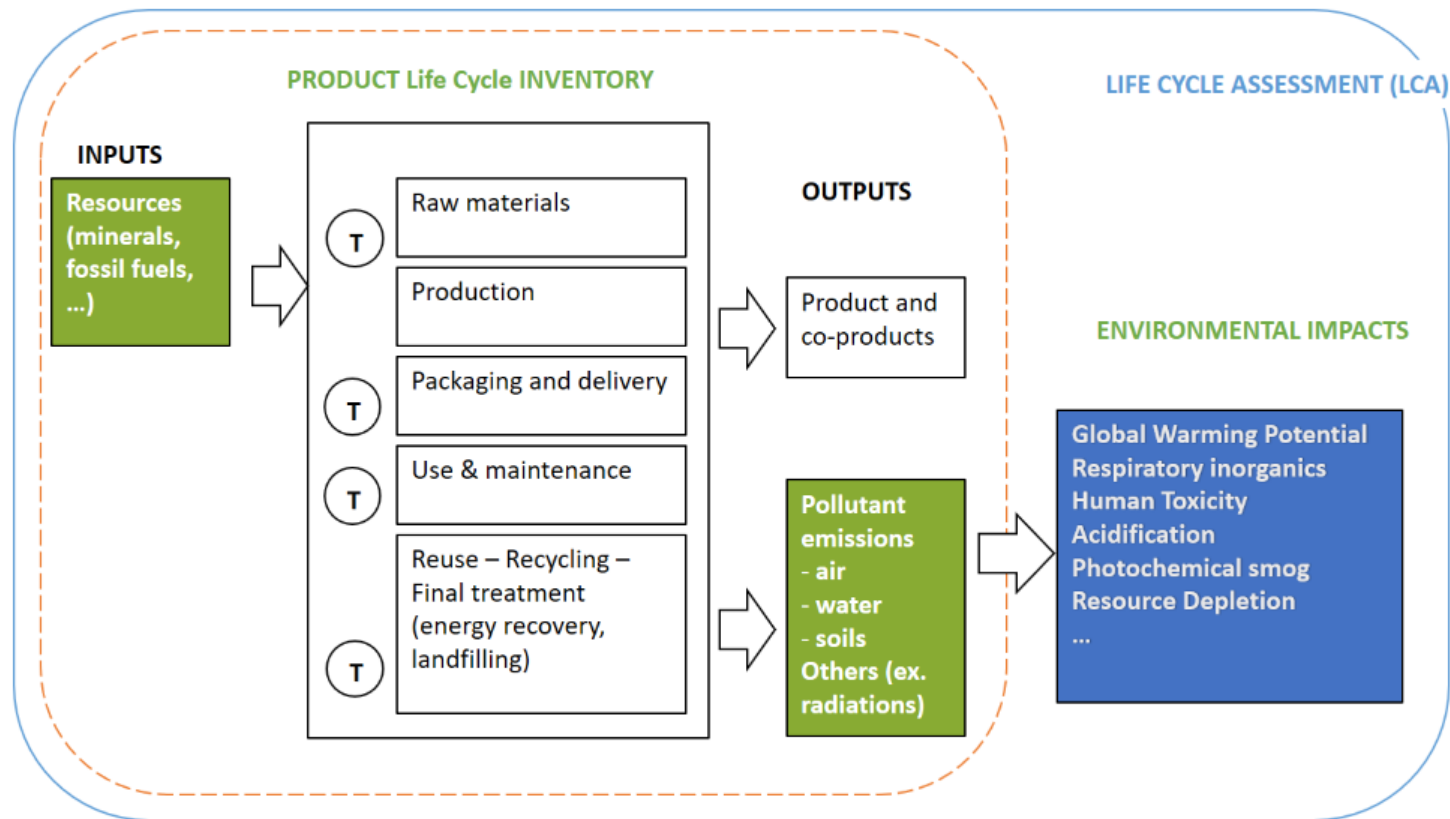 PRODUCT Life Cycle INVENTORY
LIFE CYCLE ASSESSMENT (LCA)
INPUTS
Resources
(minerals,
fossil fuels,
...)
T
Raw materials
Production
T
Packaging and delivery
T
Use & maintenance
T
Reuse – Recycling –
Final treatment
(energy recovery,
landfilling)
OUTPUTS
Product and
co-products
Pollutant
emissions
- air
- water
- soils
Others (ex.
radiations)
ENVIRONMENTAL IMPACTS
Global Warming Potential
Respiratory inorganics
Human Toxicity
Acidification
Photochemical smog
Resource Depletion
...